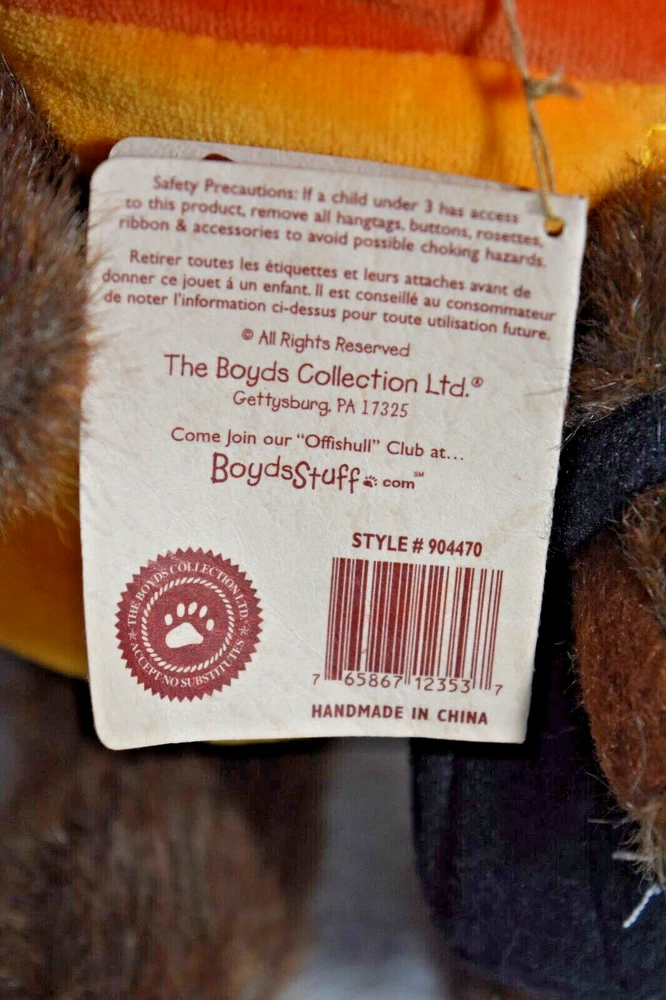 Safety Precautions: If a child under 3 has access
to this product, remove all hangtags, buttons, rosettes,
ribbon & accessories to avoid possible choking hazards.
Retirer toutes les étiquettes et leurs attaches avant de
donner ce jouet á un enfant. Il est conseillé au consommateur
de noter l'information ci-dessus pour toute utilisation future.
© All Rights Reserved
The Boyds Collection Ltd.®
Gettysburg, PA 17325
Come Join our "Offishull" Club at...
BoydsStuff.com℠
STYLE # 904470
THE BOYDS COLLECTION LTD.
ACCEPT NO SUBSTITUTES
7 65867 12353 7
HANDMADE IN CHINA